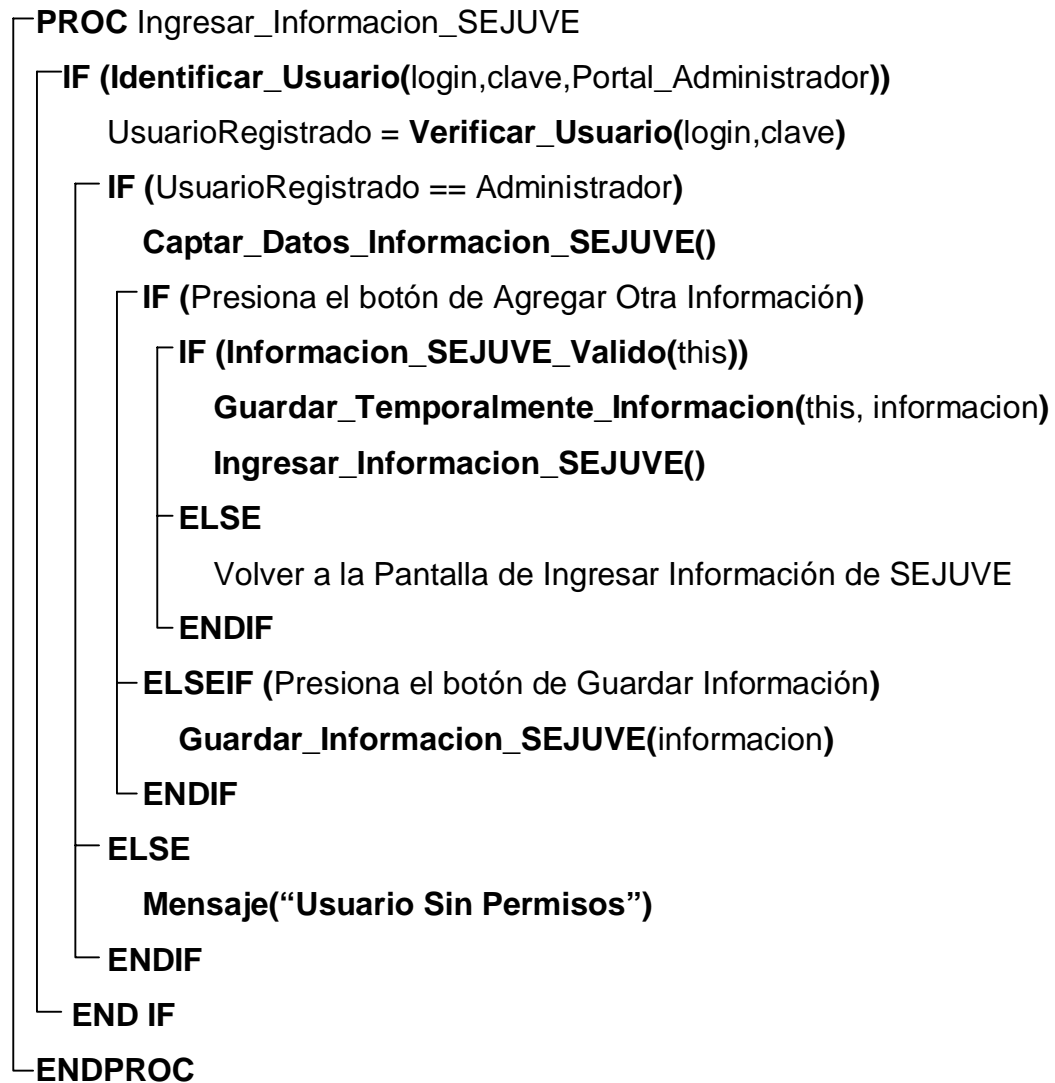 PROC Ingresar_Informacion_SEJUVE
IF (Identificar_Usuario(login,clave,Portal_Administrador))
UsuarioRegistrado = Verificar_Usuario(login,clave)
IF (UsuarioRegistrado == Administrador)
Captar_Datos_Informacion_SEJUVE()
IF (Presiona el botón de Agregar Otra Información)
IF (Informacion_SEJUVE_Valido(this))
Guardar_Temporalmente_Informacion(this, informacion)
Ingresar_Informacion_SEJUVE()
ELSE
Volver a la Pantalla de Ingresar Información de SEJUVE
ENDIF
ELSEIF (Presiona el botón de Guardar Información)
Guardar_Informacion_SEJUVE(informacion)
ENDIF
ELSE
Mensaje(“Usuario Sin Permisos”)
ENDIF
END IF
ENDPROC